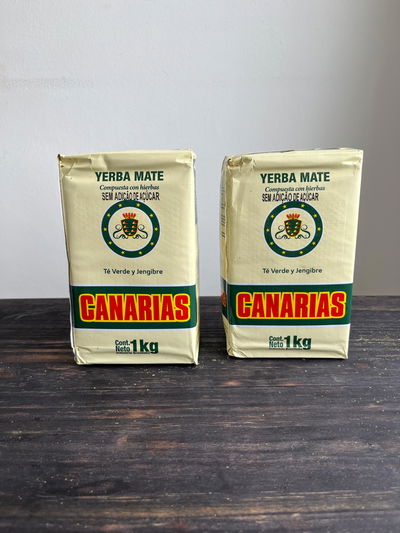 YERBA MATE
Compuesta con hierbas
SEM ADIÇÃO DE AÇÚCAR
Té Verde y Jengibre
CANARIAS
Cont. Neto 1kg
YERBA MATE
Compuesta con hierbas
SEM ADIÇÃO DE AÇÚCAR
Té Verde y Jengibre
CANARIAS
Cont. Neto 1kg